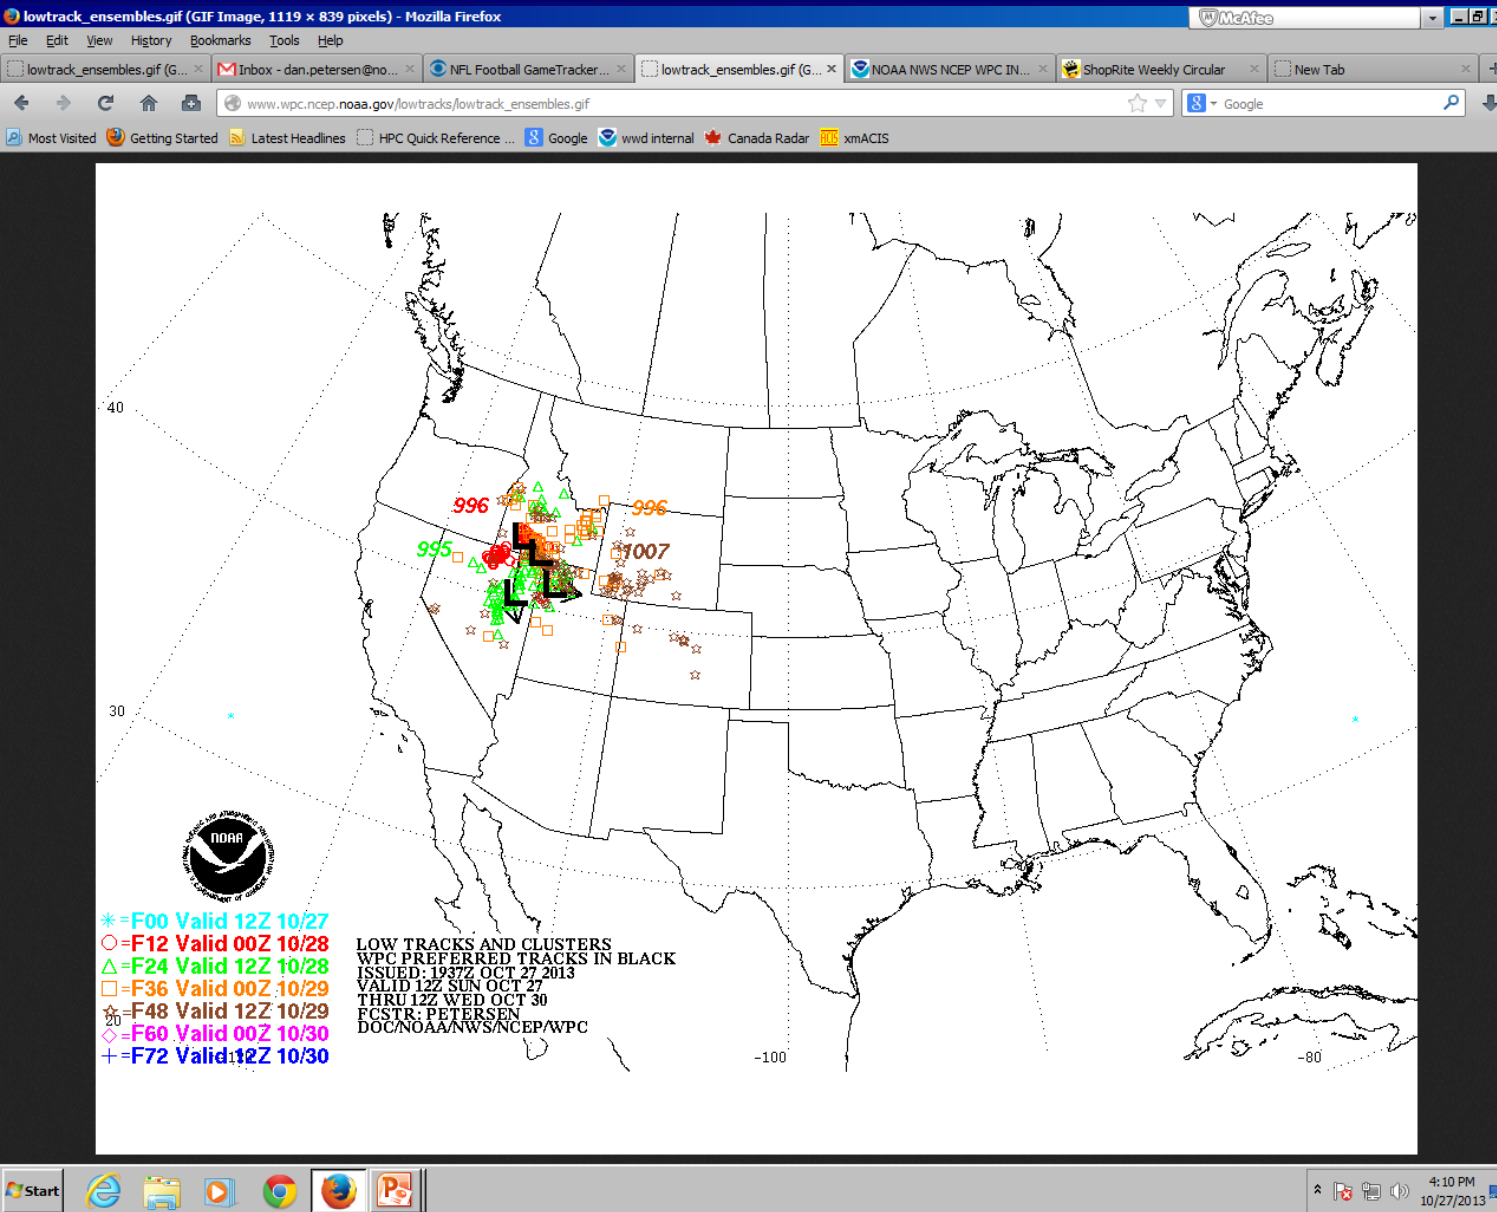 lowtrack_ensembles.gif (GIF Image, 1119 × 839 pixels) - Mozilla Firefox
McAfee
File Edit View History Bookmarks Tools Help
lowtrack_ensembles.gif (G... × Inbox - dan.petersen@no... × NFL Football GameTracker... × lowtrack_ensembles.gif (G... × NOAA NWS NCEP WPC IN... × ShopRite Weekly Circular × New Tab ×
www.wpc.ncep.noaa.gov/lowtracks/lowtrack_ensembles.gif
Google
Most Visited Getting Started Latest Headlines HPC Quick Reference ... Google wwd internal Canada Radar xmACIS
40
996
996
995
1007
L
L
L
L
30
NOAA
=F00 Valid 12Z 10/27
=F12 Valid 00Z 10/28
=F24 Valid 12Z 10/28
=F36 Valid 00Z 10/29
=F48 Valid 12Z 10/29
20
=F60 Valid 00Z 10/30
=F72 Valid 12Z 10/30
LOW TRACKS AND CLUSTERS
WPC PREFERRED TRACKS IN BLACK
ISSUED: 1937Z OCT 27 2013
VALID 12Z SUN OCT 27
THRU 12Z WED OCT 30
FCSTR: PETERSEN
DOC/NOAA/NWS/NCEP/WPC
-100
-80
Start
4:10 PM
10/27/2013